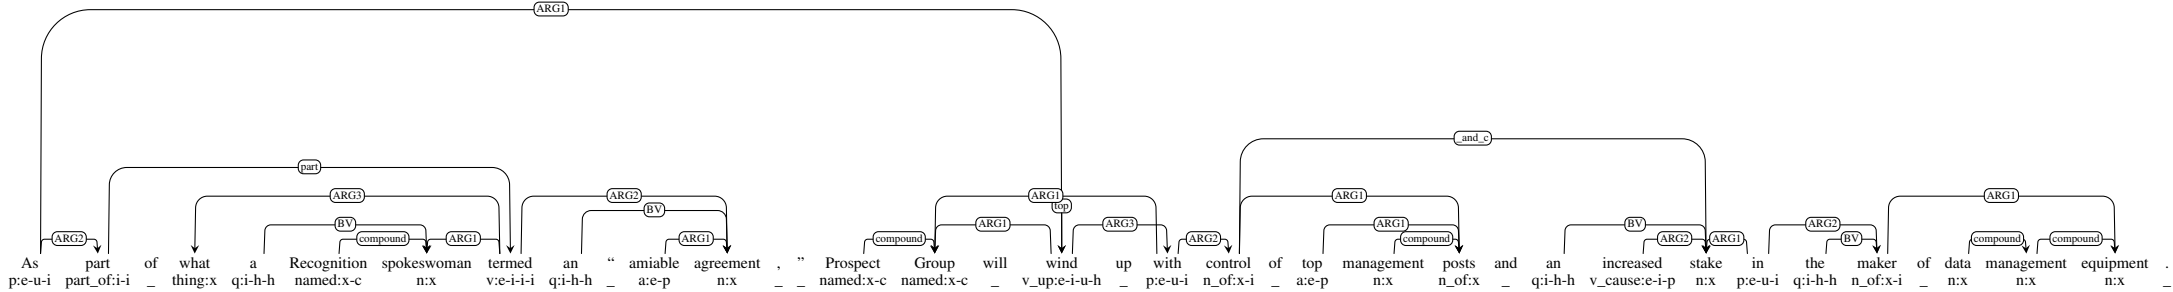 ARG1
_and_c
part
ARG3 ARG2 ARG1 ARG1 ARG1
BV BV top ARG1 ARG3 ARG1 BV ARG2
ARG2 compound ARG1 ARG1 compound ARG2 compound ARG2 ARG1 BV compound compound
As part of what a Recognition spokeswoman termed an “ amiable agreement , ” Prospect Group will wind up with control of top management posts and an increased stake in the maker of data management equipment .
p:e-u-i part_of:i-i _ thing:x q:i-h-h named:x-c n:x v:e-i-i-i q:i-h-h _ a:e-p n:x _ _ named:x-c named:x-c _ v_up:e-i-u-h _ p:e-u-i n_of:x-i _ a:e-p n:x n_of:x _ q:i-h-h v_cause:e-i-p n:x p:e-u-i q:i-h-h n_of:x-i _ n:x n:x n:x _